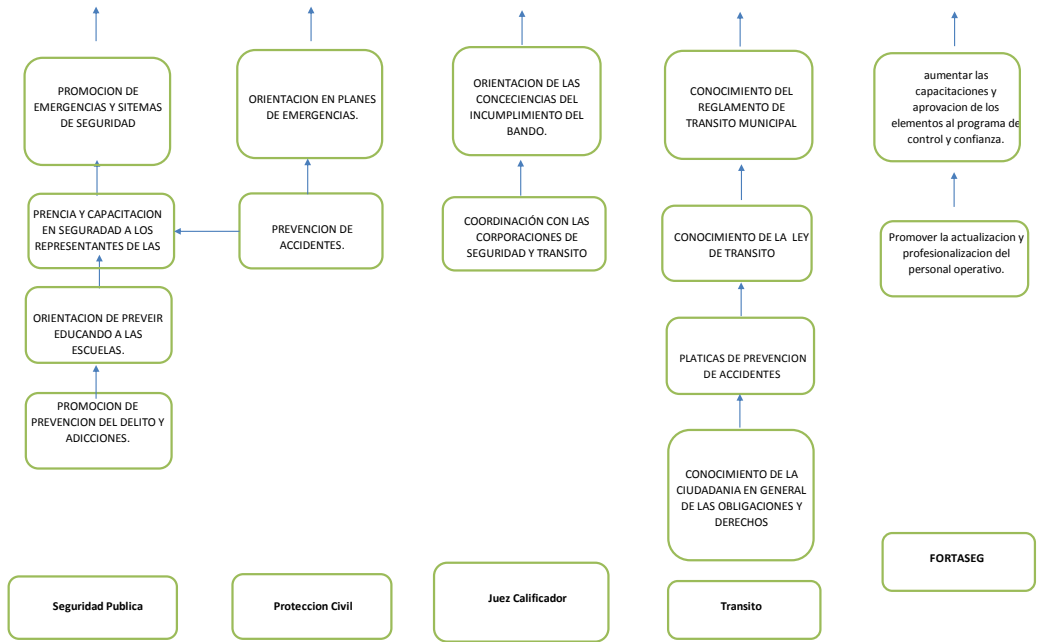 PROMOCION DE
EMERGENCIAS Y SITEMAS
DE SEGURIDAD
PRENCIA Y CAPACITACION
EN SEGURADAD A LOS
REPRESENTANTES DE LAS
ORIENTACION DE PREVEIR
EDUCANDO A LAS
ESCUELAS.
PROMOCION DE
PREVENCION DEL DELITO Y
ADICCIONES.
Seguridad Publica
ORIENTACION EN PLANES
DE EMERGENCIAS.
PREVENCION DE
ACCIDENTES.
Proteccion Civil
ORIENTACION DE LAS
CONCECIENCIAS DEL
INCUMPLIMIENTO DEL
BANDO.
COORDINACIÓN CON LAS
CORPORACIONES DE
SEGURIDAD Y TRANSITO
Juez Calificador
CONOCIMIENTO DEL
REGLAMENTO DE
TRANSITO MUNICIPAL
CONOCIMIENTO DE LA LEY
DE TRANSITO
PLATICAS DE PREVENCION
DE ACCIDENTES
CONOCIMIENTO DE LA
CIUDADANIA EN GENERAL
DE LAS OBLIGACIONES Y
DERECHOS
Transito
aumentar las
capacitaciones y
aprovacion de los
elementos al programa de
control y confianza.
Promover la actualizacion y
profesionalizacion del
personal operativo.
FORTASEG